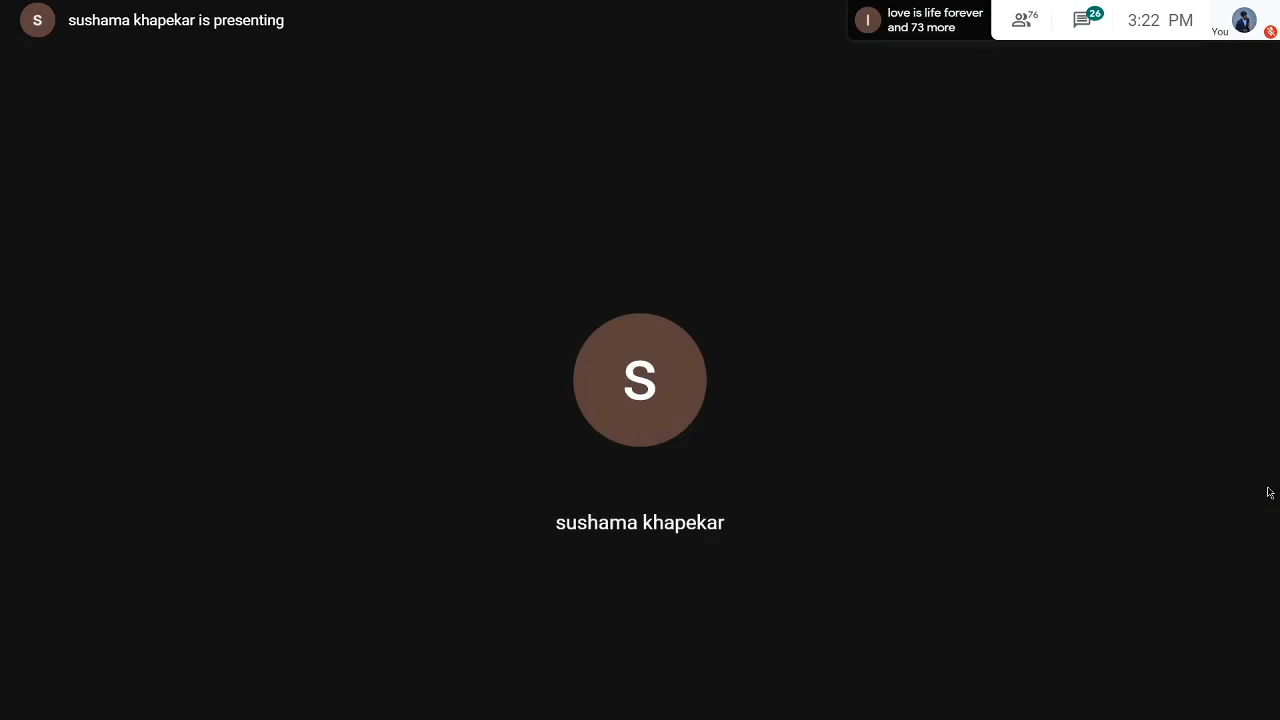 S
sushama khapekar is presenting
l
love is life forever
and 73 more
76
26
3:22 PM
You
S
sushama khapekar